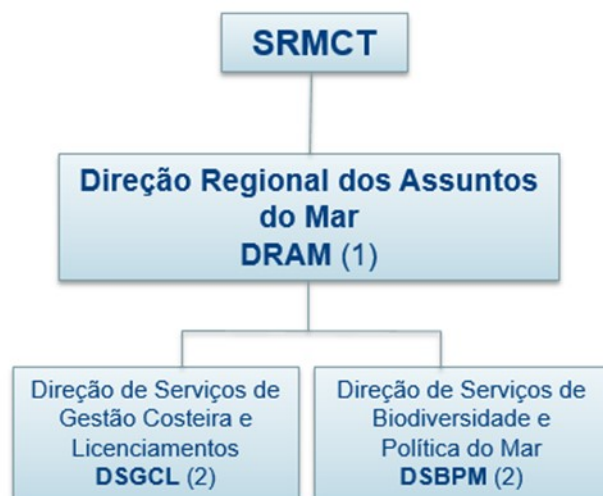 SRMCT
Direção Regional dos Assuntos
do Mar
DRAM (1)
Direção de Serviços de
Gestão Costeira e
Licenciamentos
DSGCL (2)
Direção de Serviços de
Biodiversidade e
Política do Mar
DSBPM (2)